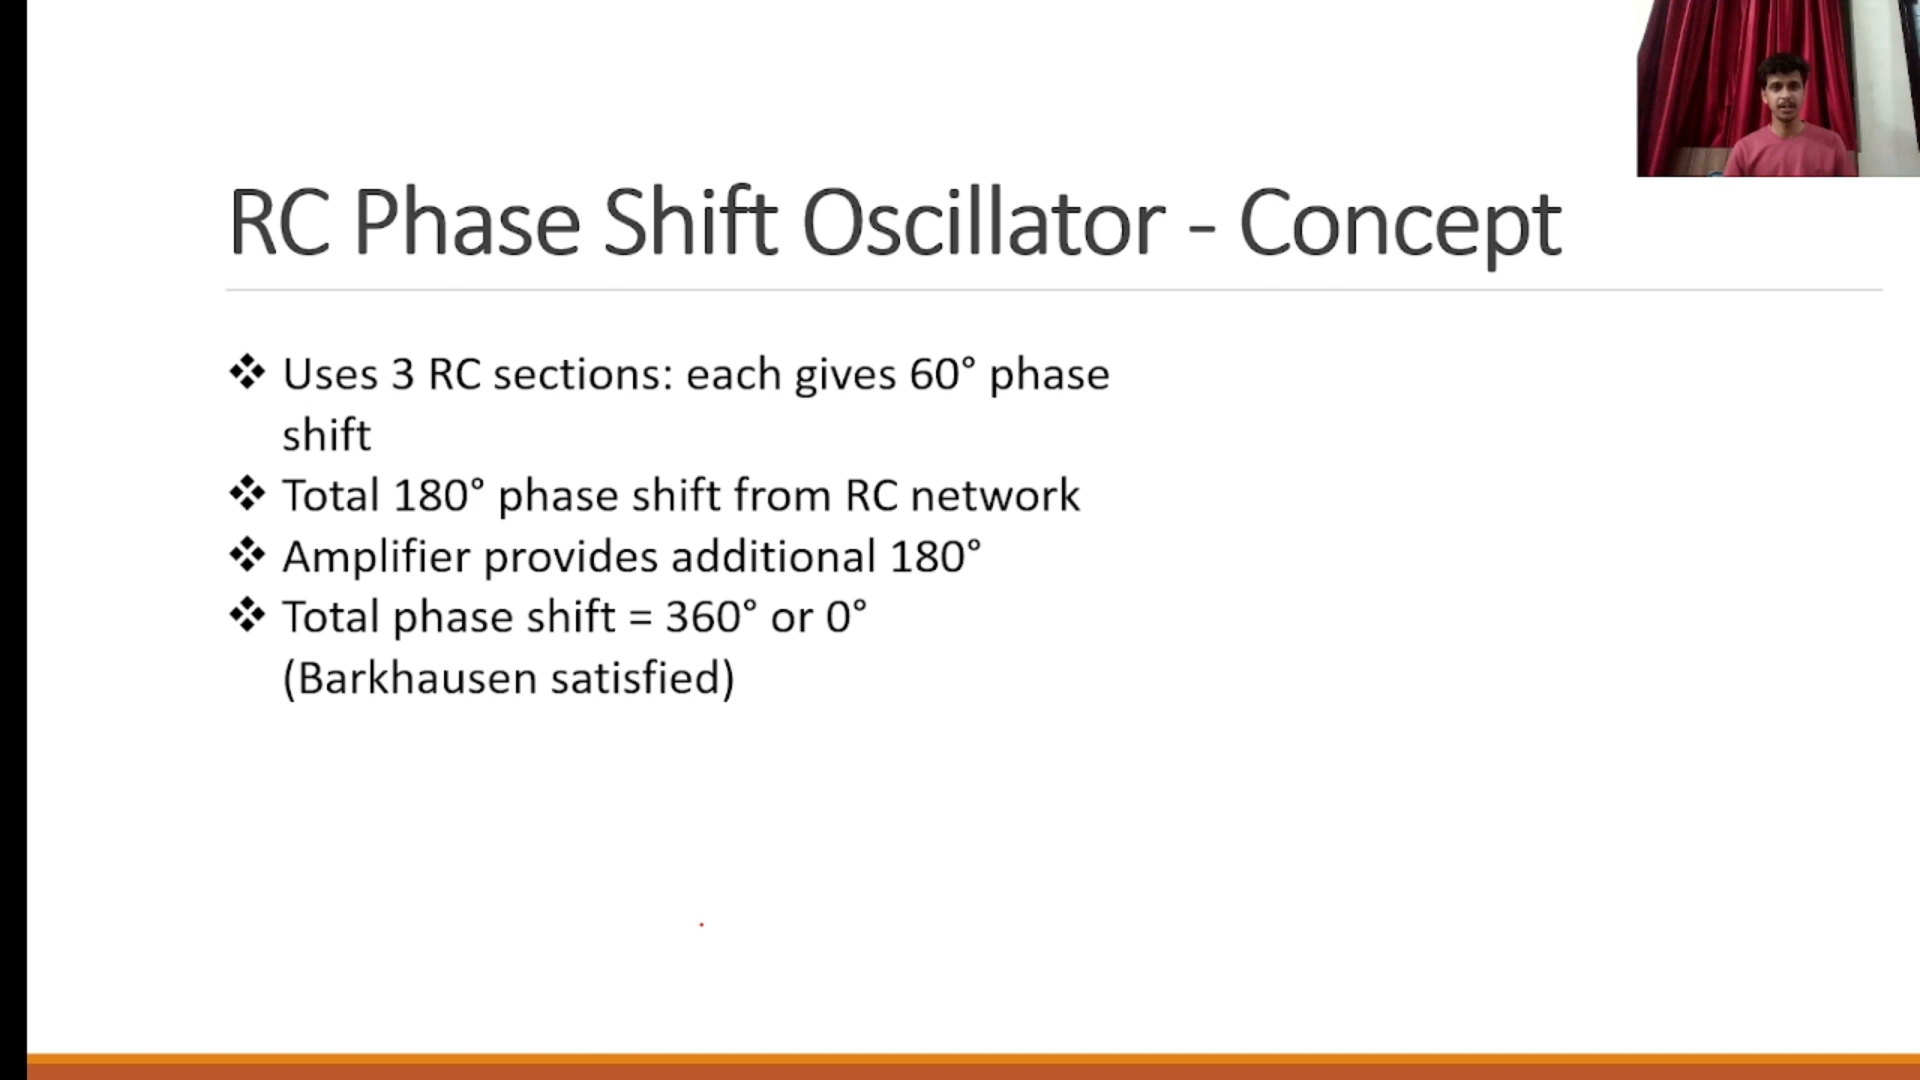 RC Phase Shift Oscillator - Concept
❖ Uses 3 RC sections: each gives 60° phase
shift
❖ Total 180° phase shift from RC network
❖ Amplifier provides additional 180°
❖ Total phase shift = 360° or 0°
(Barkhausen satisfied)